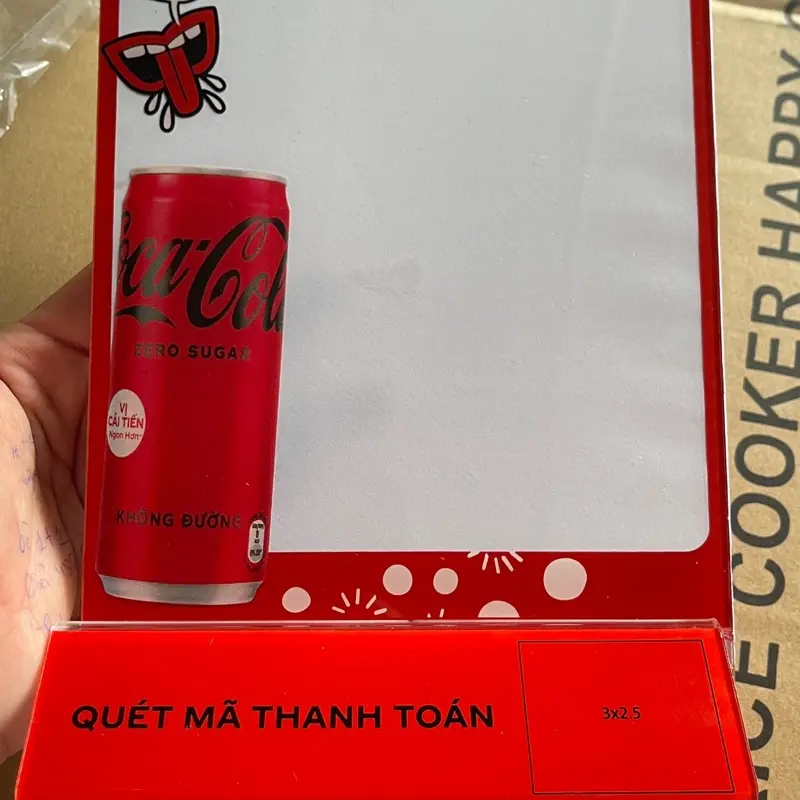 Coca-Cola
ZERO SUGAR
VỊ
CẢI TIẾN
Ngon Hơn
KHÔNG ĐƯỜNG
QUÉT MÃ THANH TOÁN
3x2.5
RICE COOKER HAPPY